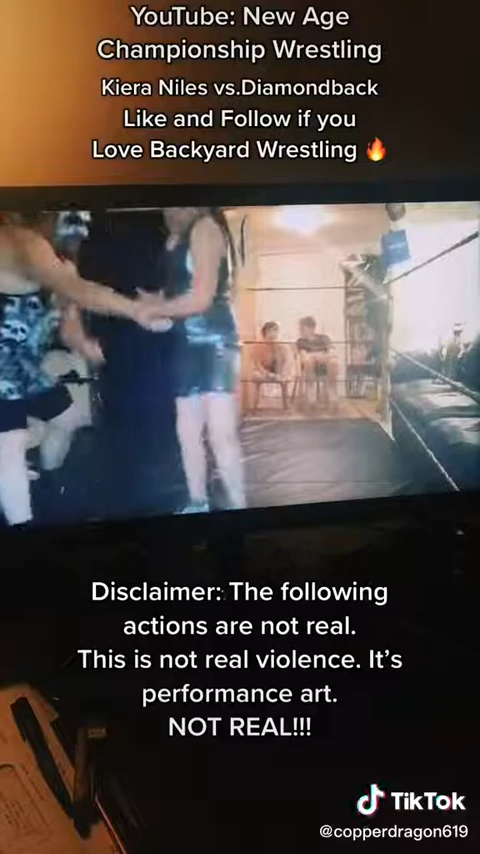 YouTube: New Age
Championship Wrestling
Kiera Niles vs.Diamondback
Like and Follow if you
Love Backyard Wrestling 🔥
Disclaimer: The following
actions are not real.
This is not real violence. It's
performance art.
NOT REAL!!!
TikTok
@copperdragon619